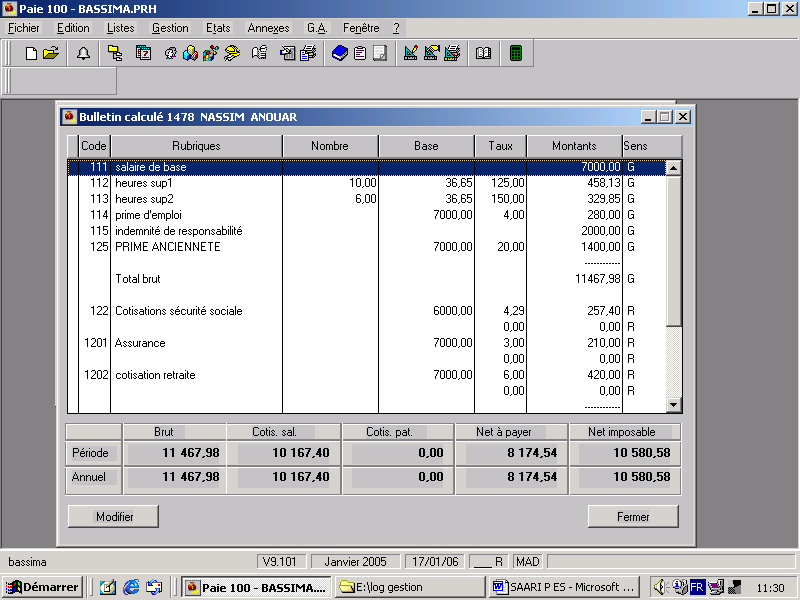 Paie 100 - BASSIMA.PRH
Fichier Edition Listes Gestion Etats Annexes G.A. Fenêtre ?
Bulletin calculé 1478 NASSIM ANOUAR
Code Rubriques Nombre Base Taux Montants Sens
111 salaire de base 7000,00 G
112 heures sup1 10,00 36,65 125,00 458,13 G
113 heures sup2 6,00 36,65 150,00 329,85 G
114 prime d'emploi 7000,00 4,00 280,00 G
115 indemnité de responsabilité 2000,00 G
125 PRIME ANCIENNETE 7000,00 20,00 1400,00 G
-----------
Total brut 11467,98 G
122 Cotisations sécurité sociale 6000,00 4,29 257,40 R
0,00 0,00 R
1201 Assurance 7000,00 3,00 210,00 R
0,00 0,00 R
1202 cotisation retraite 7000,00 6,00 420,00 R
0,00 0,00 R
-----------
Brut Cotis. sal. Cotis. pat. Net à payer Net imposable
Période 11 467,98 10 167,40 0,00 8 174,54 10 580,58
Annuel 11 467,98 10 167,40 0,00 8 174,54 10 580,58
Modifier Fermer
bassima V9.101 Janvier 2005 17/01/06 ___ R MAD
Démarrer Paie 100 - BASSIMA.... E:\log gestion SAARI P ES - Microsoft ... FR 11:30